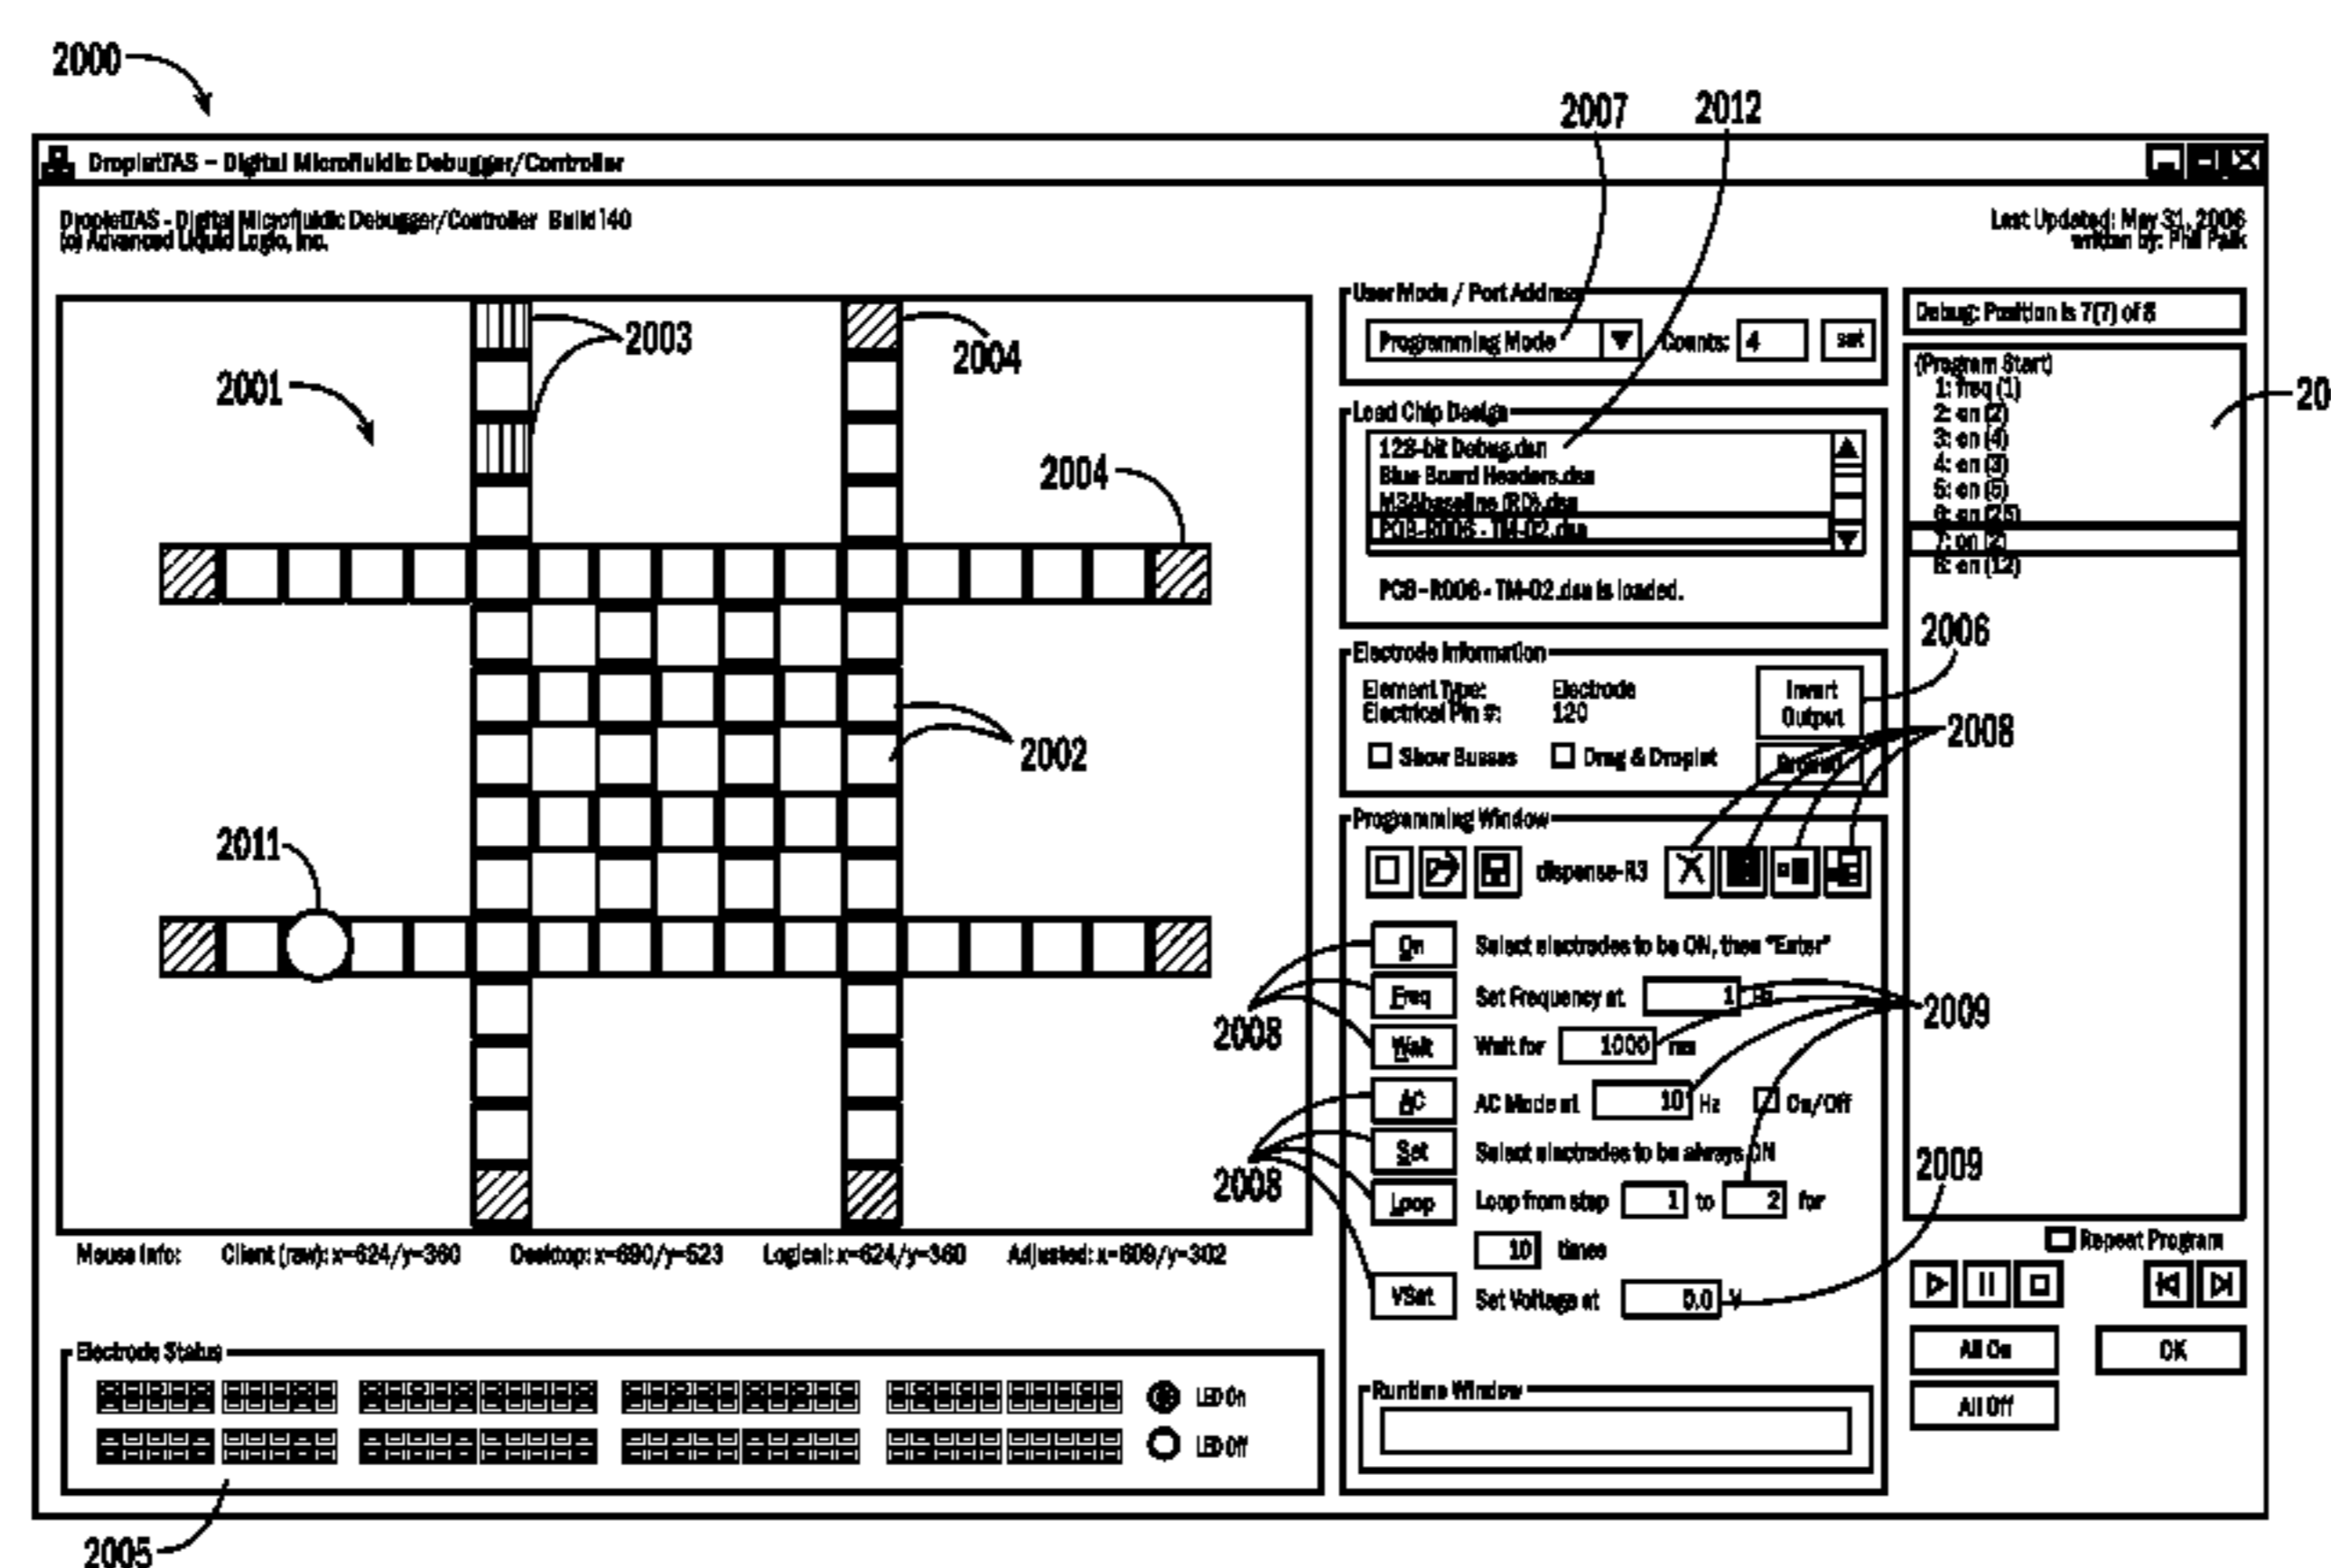 2000
2007
2012
DropletTAS - Digital Microfluidic Debugger/Controller
DropletTAS - Digital Microfluidic Debugger/Controller Build 140
(c) Advanced Liquid Logic, Inc.
Last Updated: May 31, 2006
written by: Phil Paik
2001
2003
2004
2004
2002
2011
User Mode / Port Address
Programming Mode
Counts: 4
set
Load Chip Design
128-bit Debug.dsn
Blue Board Headers.dsn
MSAbaseline (RD).dsn
PCB-R006 - TM-02.dsn
PCB-R006 - TM-02.dsn is loaded.
Electrode Information
Element Type: Electrode
Electrical Pin #: 120
Invert Output
Show Busses
Drag & Droplet
2006
2008
Programming Window
dispense-R3
On Select electrodes to be ON, then "Enter"
Freq Set Frequency at 1 Hz
Wait Wait for 1000 ms
AC AC Mode at 10 Hz On/Off
Set Select electrodes to be always ON
Loop Loop from step 1 to 2 for
10 times
VSet Set Voltage at 0.0 V
2008
2008
2009
2009
Runtime Window
Debug: Position is 7(7) of 8
(Program Start)
1: freq (1)
2: on (2)
3: on (4)
4: on (3)
5: on (5)
6: on (25)
7: on (2)
8: on (12)
20
Repeat Program
All On
OK
All Off
Mouse Info: Client (raw): x=624/y=360 Desktop: x=690/y=523 Logical: x=624/y=360 Adjusted: x=609/y=302
Electrode Status
LED On
LED Off
2005